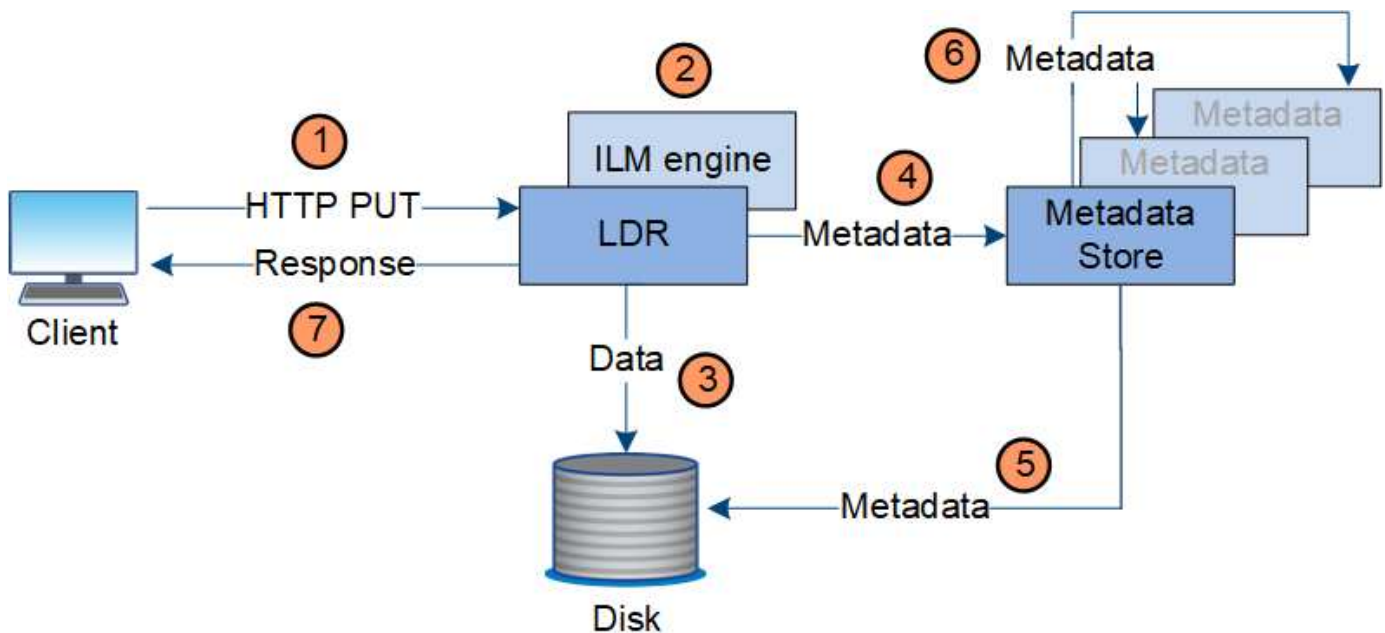 6
Metadata
2
Metadata
1
ILM engine
Metadata
4
HTTP PUT
LDR
Metadata
Metadata
Store
Response
7
Client
Data
3
5
Metadata
Disk